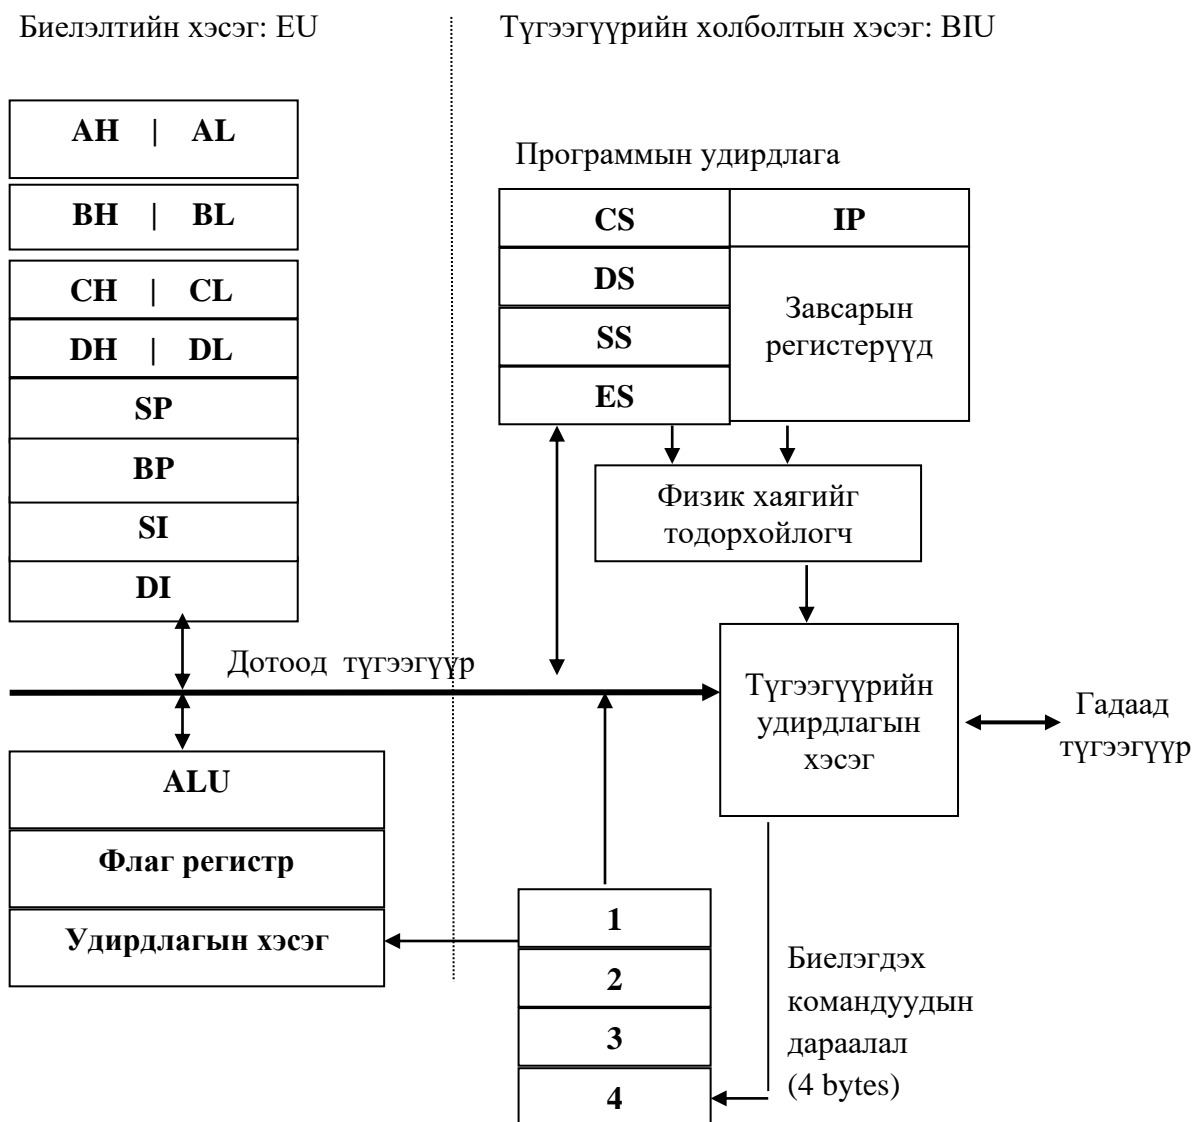 Биелэлтийн хэсэг: EU
Түгээгүүрийн холболтын хэсэг: BIU
AH | AL
BH | BL
CH | CL
DH | DL
SP
BP
SI
DI
Программын удирдлага
CS
IP
DS
SS
ES
Завсарын
регистерүүд
Физик хаягийг
тодорхойлогч
Дотоод түгээгүүр
Түгээгүүрийн
удирдлагын
хэсэг
Гадаад
түгээгүүр
ALU
Флаг регистр
Удирдлагын хэсэг
1
2
3
4
Биелэгдэх
командуудын
дараалал
(4 bytes)